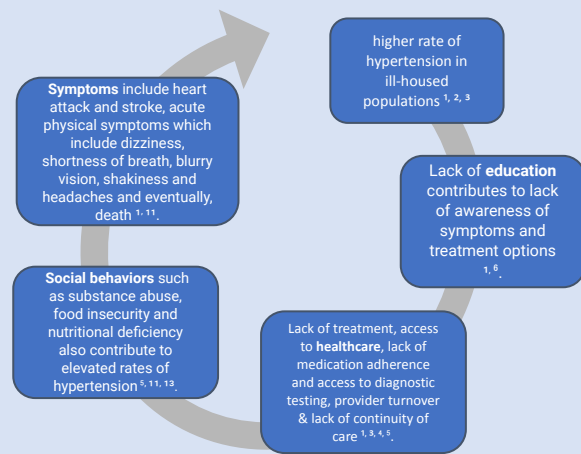 higher rate of
hypertension in
ill-housed
populations ¹, ², ³
Lack of education
contributes to lack
of awareness of
symptoms and
treatment options
¹, ⁶.
Lack of treatment, access
to healthcare, lack of
medication adherence
and access to diagnostic
testing, provider turnover
& lack of continuity of
care ¹, ³, ⁴, ⁵.
Social behaviors such
as substance abuse,
food insecurity and
nutritional deficiency
also contribute to
elevated rates of
hypertension⁵, ¹¹, ¹³.
Symptoms include heart
attack and stroke, acute
physical symptoms which
include dizziness,
shortness of breath, blurry
vision, shakiness and
headaches and eventually,
death ¹, ¹¹.